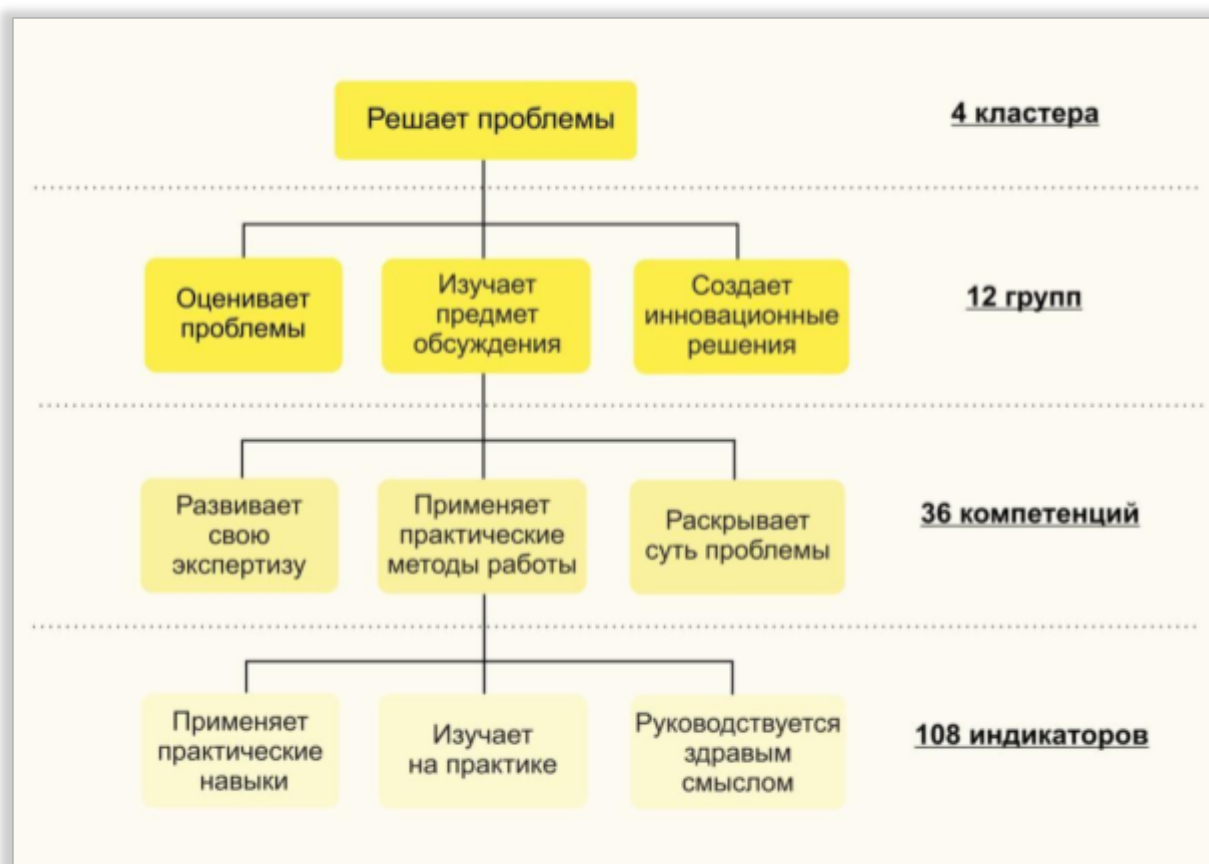 Решает проблемы
4 кластера
Оценивает
проблемы
Изучает
предмет
обсуждения
Создает
инновационные
решения
12 групп
Развивает
свою
экспертизу
Применяет
практические
методы работы
Раскрывает
суть проблемы
36 компетенций
Применяет
практические
навыки
Изучает
на практике
Руководствуется
здравым
смыслом
108 индикаторов